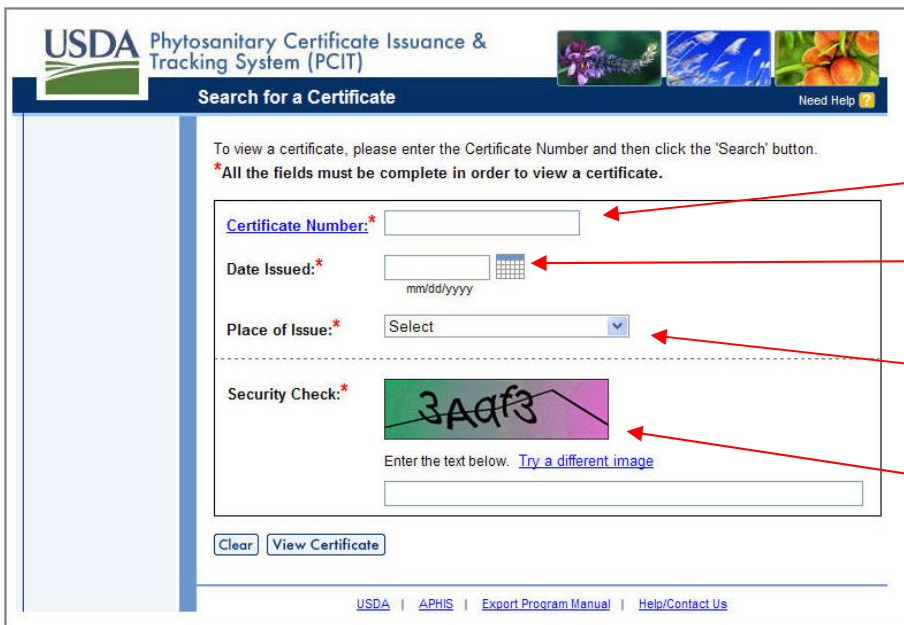 USDA Phytosanitary Certificate Issuance &
Tracking System (PCIT)
Search for a Certificate
Need Help ?
To view a certificate, please enter the Certificate Number and then click the 'Search' button.
*All the fields must be complete in order to view a certificate.
Certificate Number:*
Date Issued:*
mm/dd/yyyy
Place of Issue:*
Select
Security Check:*
3Aqf3
Enter the text below. Try a different image
Clear View Certificate
USDA | APHIS | Export Program Manual | Help/Contact Us